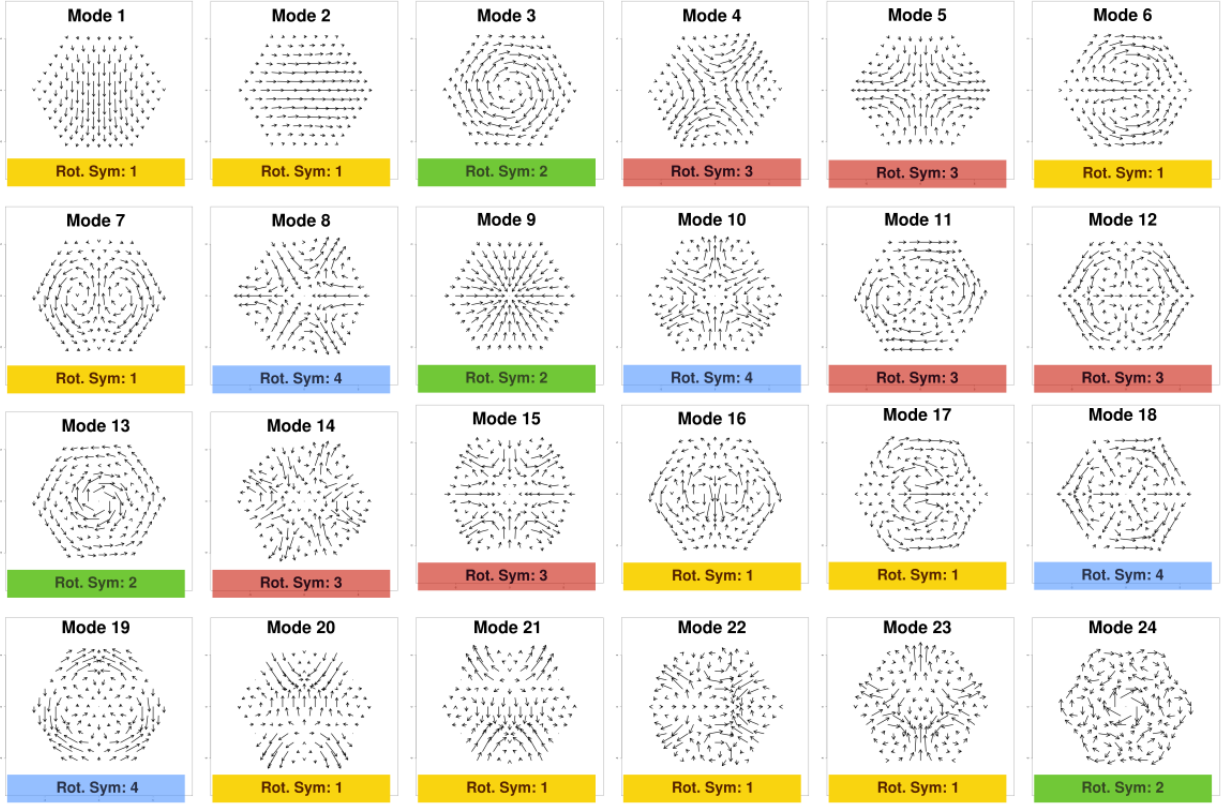 Mode 1
Mode 2
Mode 3
Mode 4
Mode 5
Mode 6
Rot. Sym: 1
Rot. Sym: 1
Rot. Sym: 2
Rot. Sym: 3
Rot. Sym: 3
Rot. Sym: 1
Mode 7
Mode 8
Mode 9
Mode 10
Mode 11
Mode 12
Rot. Sym: 1
Rot. Sym: 4
Rot. Sym: 2
Rot. Sym: 4
Rot. Sym: 3
Rot. Sym: 3
Mode 13
Mode 14
Mode 15
Mode 16
Mode 17
Mode 18
Rot. Sym: 2
Rot. Sym: 3
Rot. Sym: 3
Rot. Sym: 1
Rot. Sym: 1
Rot. Sym: 4
Mode 19
Mode 20
Mode 21
Mode 22
Mode 23
Mode 24
Rot. Sym: 4
Rot. Sym: 1
Rot. Sym: 1
Rot. Sym: 1
Rot. Sym: 1
Rot. Sym: 2